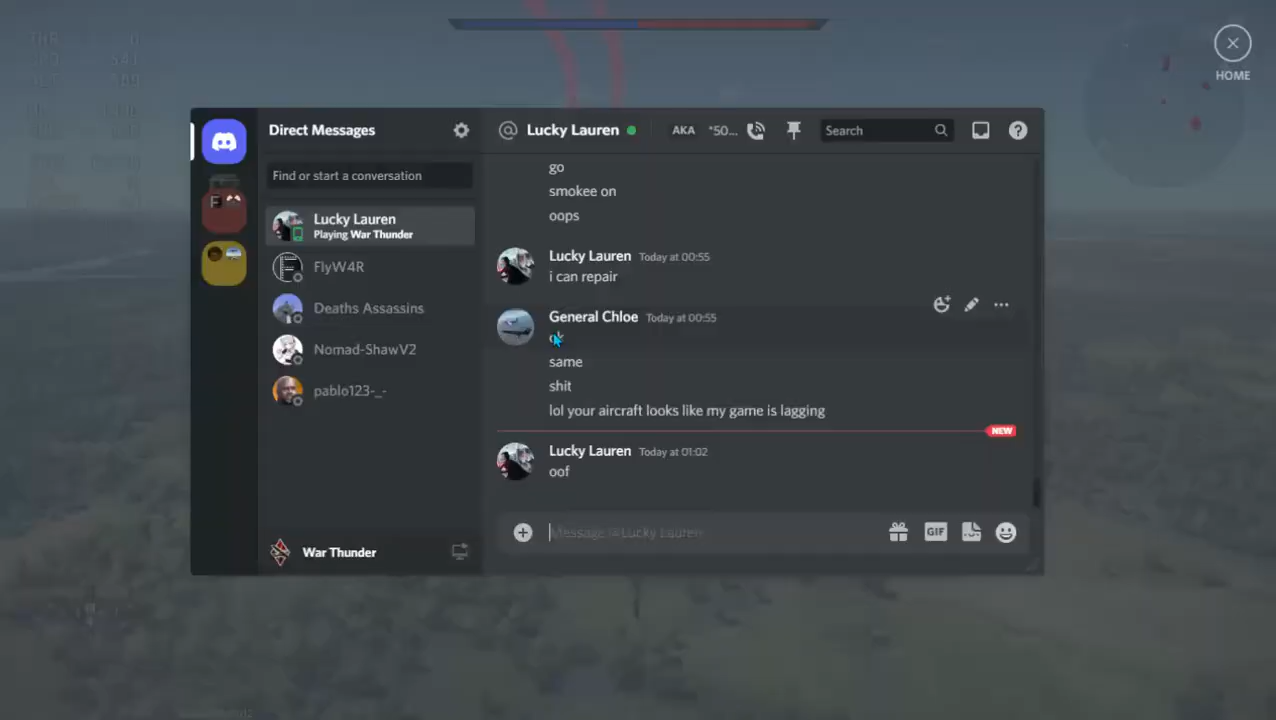 HOME
Direct Messages
Find or start a conversation
Lucky Lauren
Playing War Thunder
FlyW4R
Deaths Assassins
Nomad-ShawV2
pablo123-_-
War Thunder
@ Lucky Lauren
AKA
*50...
Search
go
smokee on
oops
Lucky Lauren Today at 00:55
i can repair
General Chloe Today at 00:55
same
shit
lol your aircraft looks like my game is lagging
NEW
Lucky Lauren Today at 01:02
oof
Message @Lucky Lauren
GIF